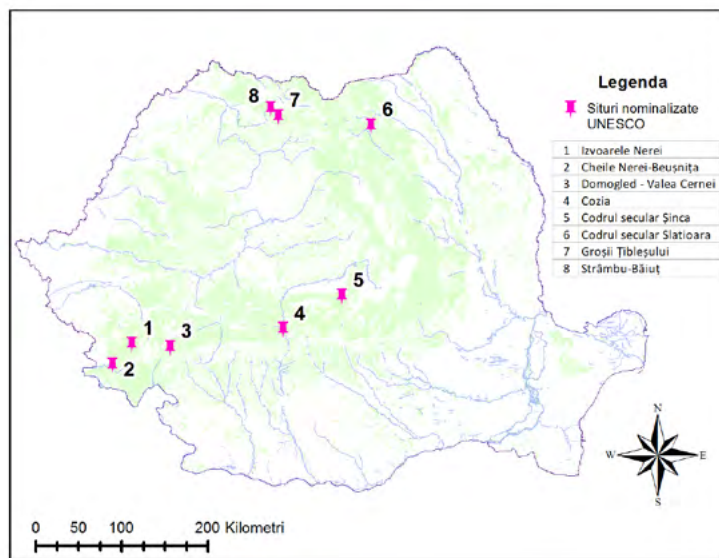 Legenda
Situri nominalizate
UNESCO
1 Izvoarele Nerei
2 Cheile Nerei-Beușnița
3 Domogled - Valea Cernei
4 Cozia
5 Codrul secular Șinca
6 Codrul secular Slatioara
7 Groșii Țibleșului
8 Strâmbu-Băiuț
8 7 6
5
4
1 3
2
N
W E
S
0 50 100 200 Kilometri